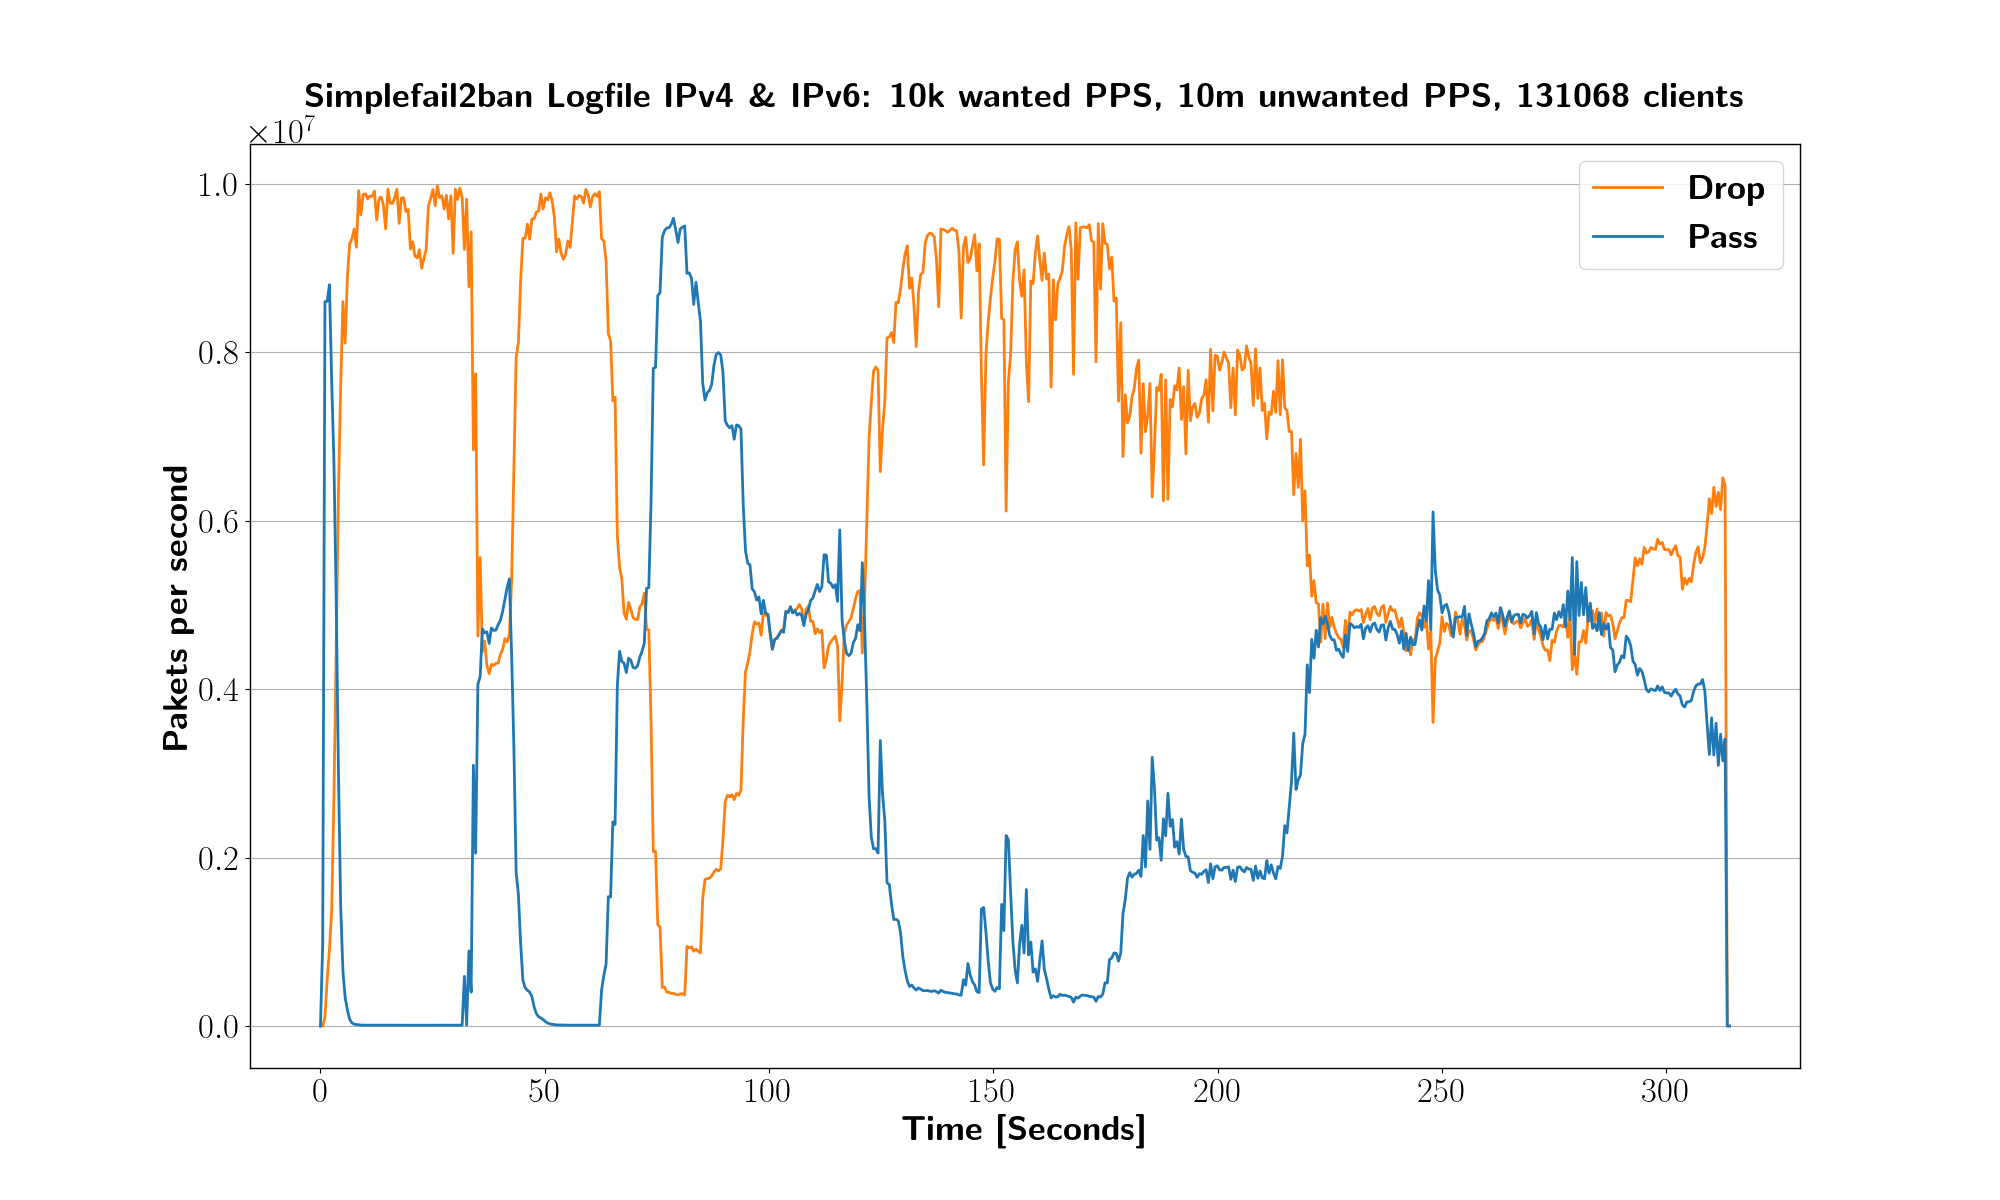 Simplefail2ban Logfile IPv4 & IPv6: 10k wanted PPS, 10m unwanted PPS, 131068 clients
×10⁷
1.0
0.8
0.6
0.4
0.2
0.0
Pakets per second
Drop
Pass
0 50 100 150 200 250 300
Time [Seconds]